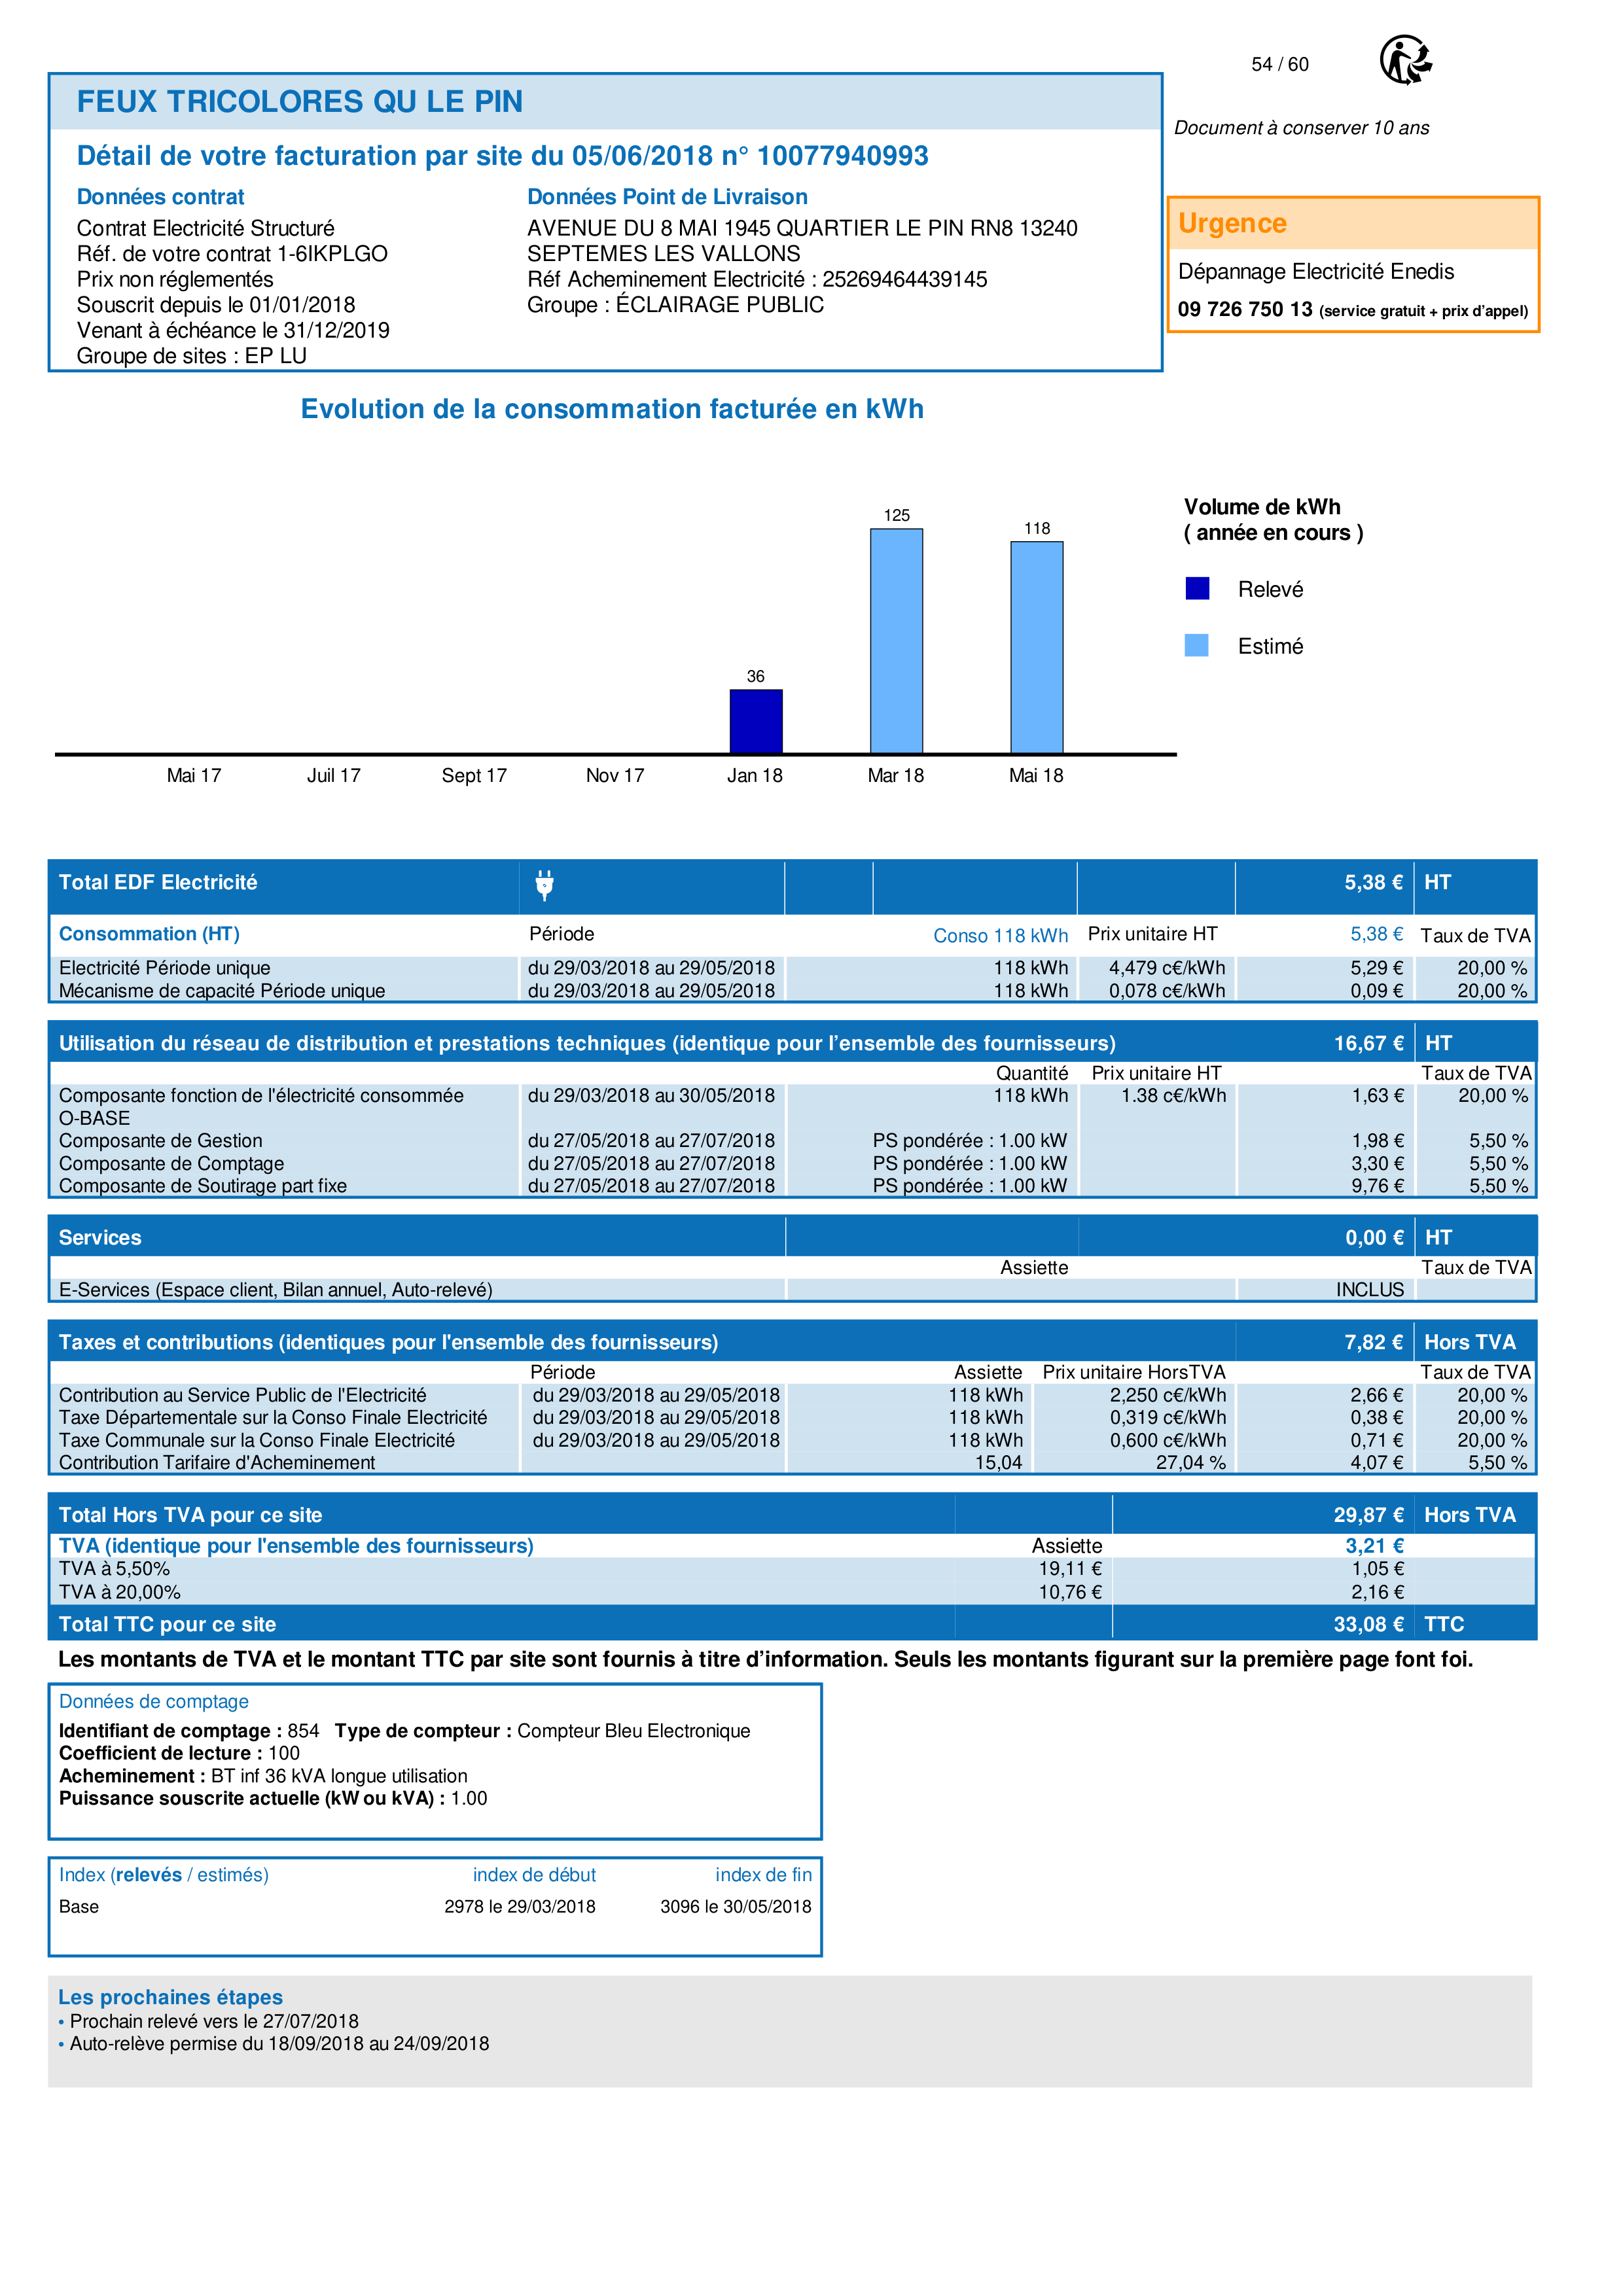 54 / 60
FEUX TRICOLORES QU LE PIN
Document à conserver 10 ans
Détail de votre facturation par site du 05/06/2018 n° 10077940993
Données contrat
Contrat Electricité Structuré
Réf. de votre contrat 1-6IKPLGO
Prix non réglementés
Souscrit depuis le 01/01/2018
Venant à échéance le 31/12/2019
Groupe de sites : EP LU
Données Point de Livraison
AVENUE DU 8 MAI 1945 QUARTIER LE PIN RN8 13240
SEPTEMES LES VALLONS
Réf Acheminement Electricité : 25269464439145
Groupe : ÉCLAIRAGE PUBLIC
Urgence
Dépannage Electricité Enedis
09 726 750 13 (service gratuit + prix d'appel)
Evolution de la consommation facturée en kWh
125
118
36
Mai 17 Juil 17 Sept 17 Nov 17 Jan 18 Mar 18 Mai 18
Volume de kWh
( année en cours )
Relevé
Estimé
Total EDF Electricité 5,38 € HT
Consommation (HT) Période Conso 118 kWh Prix unitaire HT 5,38 € Taux de TVA
Electricité Période unique du 29/03/2018 au 29/05/2018 118 kWh 4,479 c€/kWh 5,29 € 20,00 %
Mécanisme de capacité Période unique du 29/03/2018 au 29/05/2018 118 kWh 0,078 c€/kWh 0,09 € 20,00 %
Utilisation du réseau de distribution et prestations techniques (identique pour l'ensemble des fournisseurs) 16,67 € HT
Quantité Prix unitaire HT Taux de TVA
Composante fonction de l'électricité consommée du 29/03/2018 au 30/05/2018 118 kWh 1.38 c€/kWh 1,63 € 20,00 %
O-BASE
Composante de Gestion du 27/05/2018 au 27/07/2018 PS pondérée : 1.00 kW 1,98 € 5,50 %
Composante de Comptage du 27/05/2018 au 27/07/2018 PS pondérée : 1.00 kW 3,30 € 5,50 %
Composante de Soutirage part fixe du 27/05/2018 au 27/07/2018 PS pondérée : 1.00 kW 9,76 € 5,50 %
Services 0,00 € HT
Assiette Taux de TVA
E-Services (Espace client, Bilan annuel, Auto-relevé) INCLUS
Taxes et contributions (identiques pour l'ensemble des fournisseurs) 7,82 € Hors TVA
Période Assiette Prix unitaire HorsTVA Taux de TVA
Contribution au Service Public de l'Electricité du 29/03/2018 au 29/05/2018 118 kWh 2,250 c€/kWh 2,66 € 20,00 %
Taxe Départementale sur la Conso Finale Electricité du 29/03/2018 au 29/05/2018 118 kWh 0,319 c€/kWh 0,38 € 20,00 %
Taxe Communale sur la Conso Finale Electricité du 29/03/2018 au 29/05/2018 118 kWh 0,600 c€/kWh 0,71 € 20,00 %
Contribution Tarifaire d'Acheminement 15,04 27,04 % 4,07 € 5,50 %
Total Hors TVA pour ce site 29,87 € Hors TVA
TVA (identique pour l'ensemble des fournisseurs) Assiette 3,21 €
TVA à 5,50% 19,11 € 1,05 €
TVA à 20,00% 10,76 € 2,16 €
Total TTC pour ce site 33,08 € TTC
Les montants de TVA et le montant TTC par site sont fournis à titre d'information. Seuls les montants figurant sur la première page font foi.
Données de comptage
Identifiant de comptage : 854 Type de compteur : Compteur Bleu Electronique
Coefficient de lecture : 100
Acheminement : BT inf 36 kVA longue utilisation
Puissance souscrite actuelle (kW ou kVA) : 1.00
Index (relevés / estimés) index de début index de fin
Base 2978 le 29/03/2018 3096 le 30/05/2018
Les prochaines étapes
• Prochain relevé vers le 27/07/2018
• Auto-relève permise du 18/09/2018 au 24/09/2018